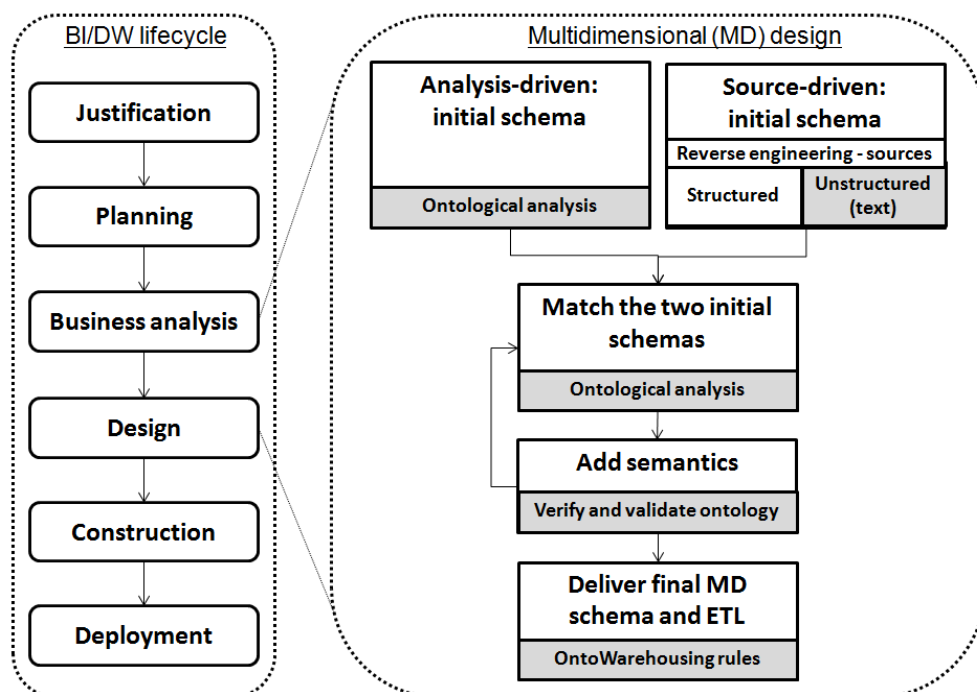 BI/DW lifecycle
Justification
Planning
Business analysis
Design
Construction
Deployment
Multidimensional (MD) design
Analysis-driven:
initial schema
Ontological analysis
Source-driven:
initial schema
Reverse engineering - sources
Structured
Unstructured
(text)
Match the two initial
schemas
Ontological analysis
Add semantics
Verify and validate ontology
Deliver final MD
schema and ETL
OntoWarehousing rules